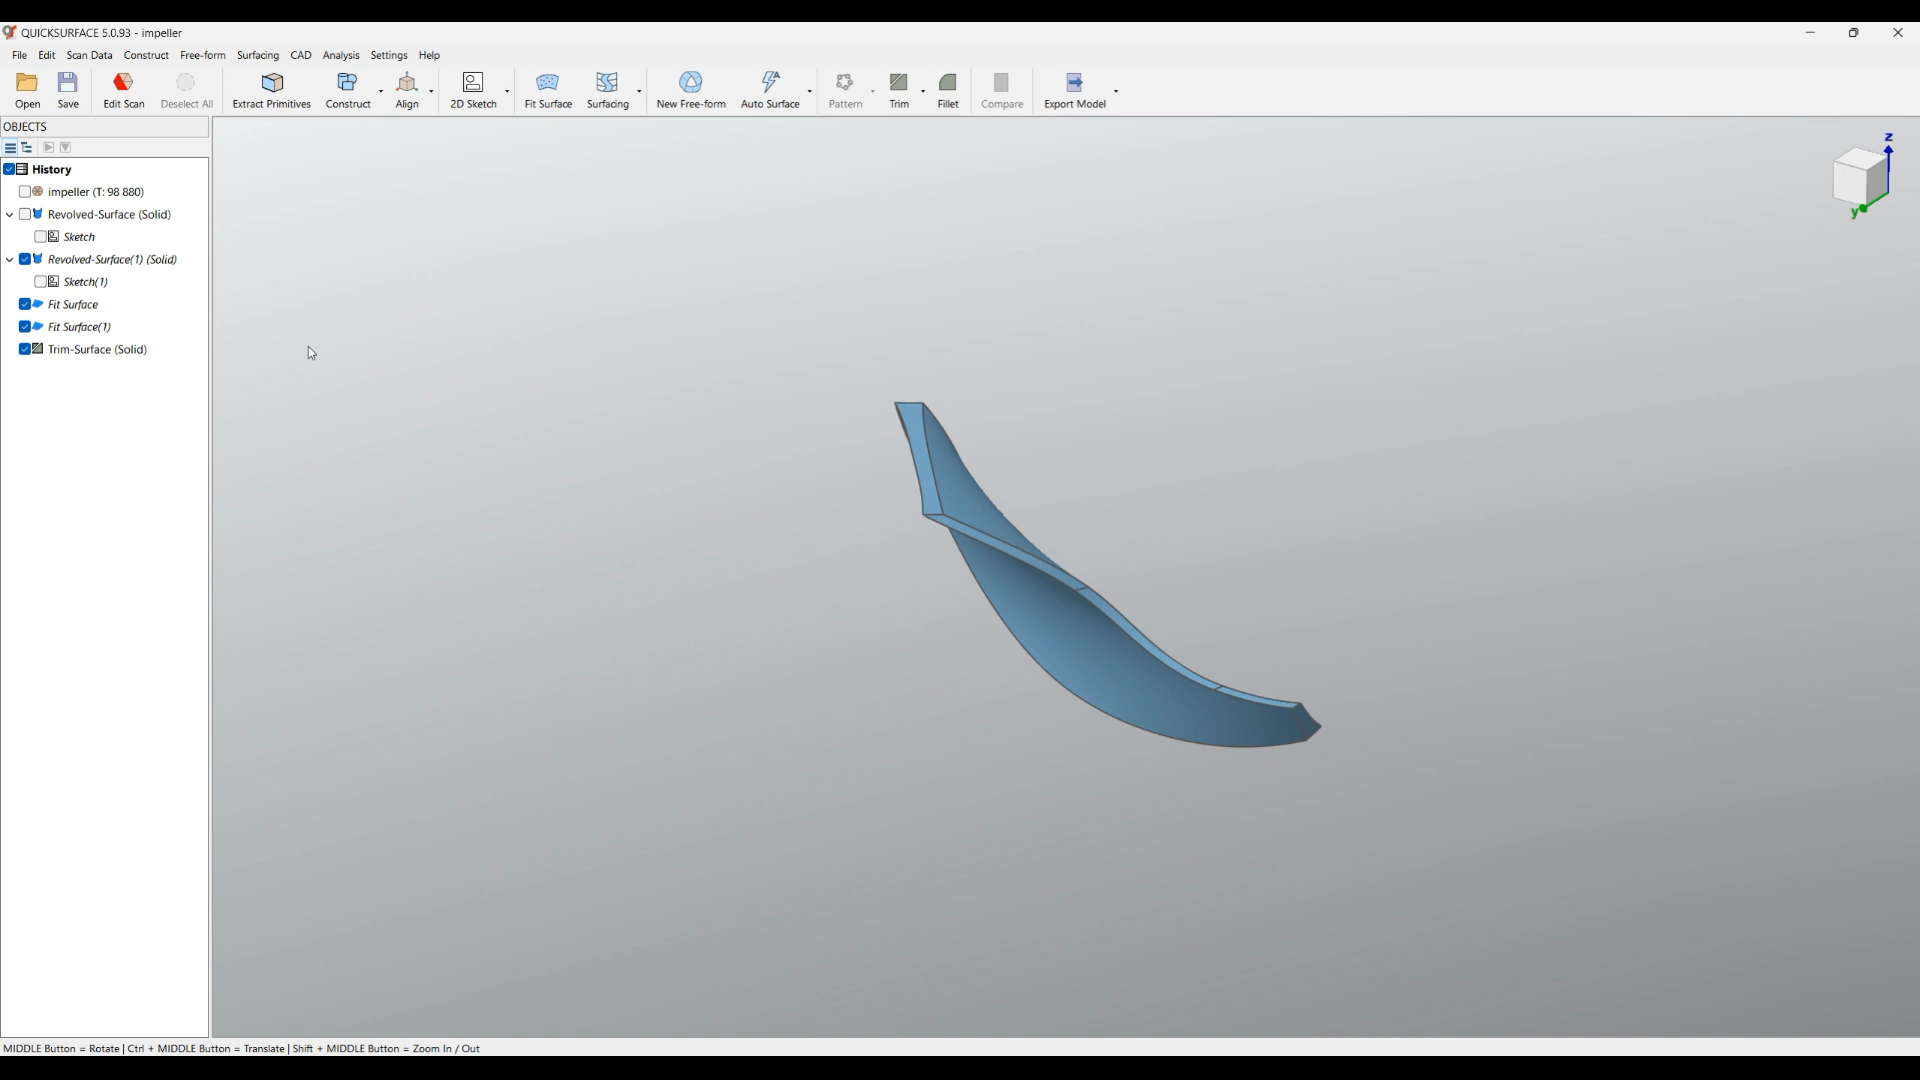 QUICKSURFACE 5.0.93 - impeller
File Edit Scan Data Construct Free-form Surfacing CAD Analysis Settings Help
Open Save Edit Scan Deselect All Extract Primitives Construct Align 2D Sketch Fit Surface Surfacing New Free-form Auto Surface Pattern Trim Fillet Compare Export Model
OBJECTS
History
impeller (T: 98 880)
Revolved-Surface (Solid)
Sketch
Revolved-Surface(1) (Solid)
Sketch(1)
Fit Surface
Fit Surface(1)
Trim-Surface (Solid)
z
y
MIDDLE Button = Rotate | Ctrl + MIDDLE Button = Translate | Shift + MIDDLE Button = Zoom In / Out